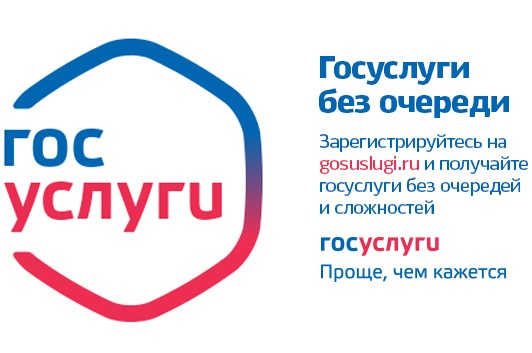 гос
услуги
Госуслуги
без очереди
Зарегистрируйтесь на
gosuslugi.ru и получайте
госуслуги без очередей
и сложностей
госуслуги
Проще, чем кажется